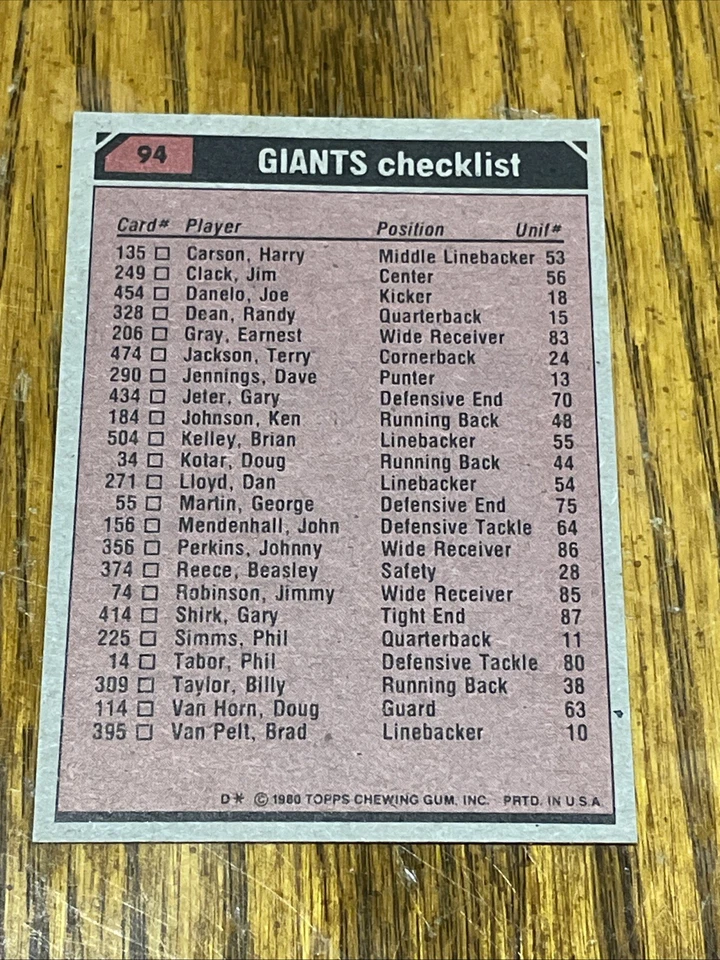 94 GIANTS checklist
Card# Player Position Unif#
135 Carson, Harry Middle Linebacker 53
249 Clack, Jim Center 56
454 Danelo, Joe Kicker 18
328 Dean, Randy Quarterback 15
206 Gray, Earnest Wide Receiver 83
474 Jackson, Terry Cornerback 24
290 Jennings, Dave Punter 13
434 Jeter, Gary Defensive End 70
184 Johnson, Ken Running Back 48
504 Kelley, Brian Linebacker 55
34 Kotar, Doug Running Back 44
271 Lloyd, Dan Linebacker 54
55 Martin, George Defensive End 75
156 Mendenhall, John Defensive Tackle 64
356 Perkins, Johnny Wide Receiver 86
374 Reece, Beasley Safety 28
74 Robinson, Jimmy Wide Receiver 85
414 Shirk, Gary Tight End 87
225 Simms, Phil Quarterback 11
14 Tabor, Phil Defensive Tackle 80
309 Taylor, Billy Running Back 38
114 Van Horn, Doug Guard 63
395 Van Pelt, Brad Linebacker 10
D* © 1980 TOPPS CHEWING GUM, INC. PRTD. IN U.S.A.